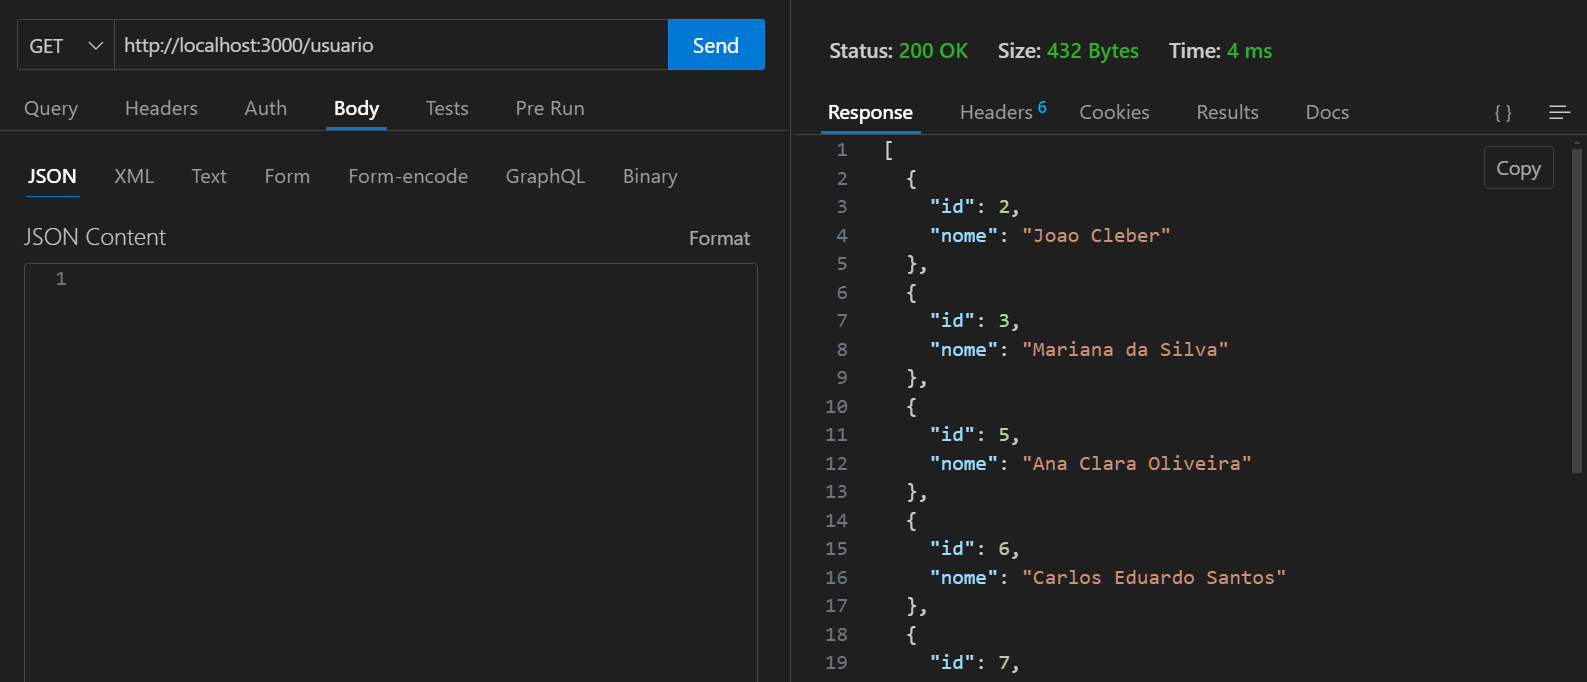 GET http://localhost:3000/usuario Send
Query Headers Auth Body Tests Pre Run
JSON XML Text Form Form-encode GraphQL Binary
JSON Content Format
1
Status: 200 OK Size: 432 Bytes Time: 4 ms
Response Headers 6 Cookies Results Docs { }
Copy
1 [
2 {
3 "id": 2,
4 "nome": "Joao Cleber"
5 },
6 {
7 "id": 3,
8 "nome": "Mariana da Silva"
9 },
10 {
11 "id": 5,
12 "nome": "Ana Clara Oliveira"
13 },
14 {
15 "id": 6,
16 "nome": "Carlos Eduardo Santos"
17 },
18 {
19 "id": 7,